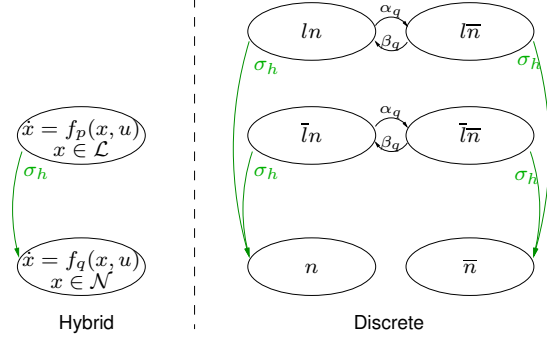 α_q
ln
l n̅
β_q
σ_h
σ_h
ẋ = f_p(x, u)
x ∈ ℒ
σ_h
α_q
l̅n
l̅ n̅
β_q
σ_h
σ_h
ẋ = f_q(x, u)
x ∈ 𝒩
n
n̅
Hybrid
Discrete